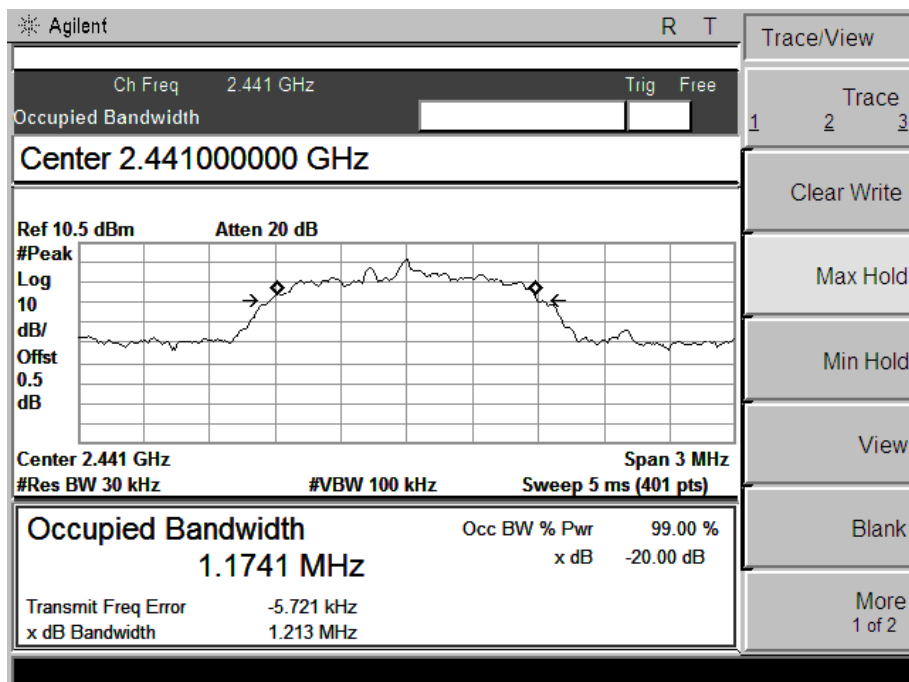 Agilent R T
Ch Freq 2.441 GHz Trig Free
Occupied Bandwidth
Center 2.441000000 GHz
Ref 10.5 dBm Atten 20 dB
#Peak
Log
10
dB/
Offst
0.5
dB
Center 2.441 GHz Span 3 MHz
#Res BW 30 kHz #VBW 100 kHz Sweep 5 ms (401 pts)
Occupied Bandwidth
1.1741 MHz
Occ BW % Pwr 99.00 %
x dB -20.00 dB
Transmit Freq Error -5.721 kHz
x dB Bandwidth 1.213 MHz
Trace/View
Trace
1 2 3
Clear Write
Max Hold
Min Hold
View
Blank
More
1 of 2